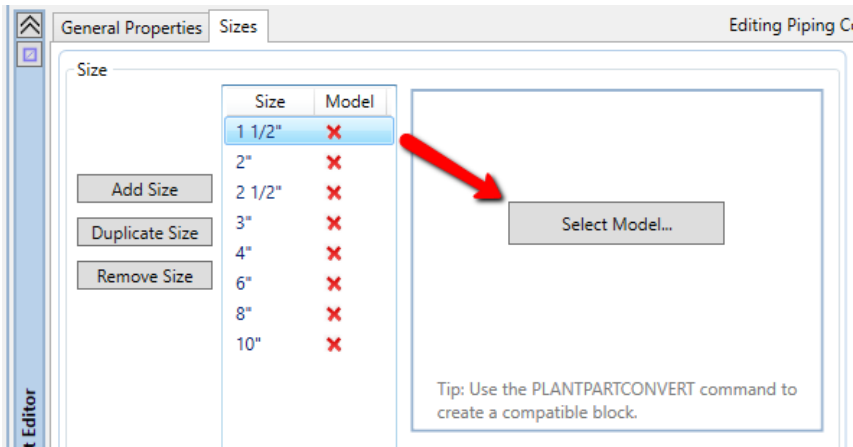 General Properties Sizes Editing Piping
Size
Size Model
1 1/2"
2"
2 1/2"
3"
4"
6"
8"
10"
Add Size
Duplicate Size
Remove Size
Select Model...
Tip: Use the PLANTPARTCONVERT command to
create a compatible block.
Editor